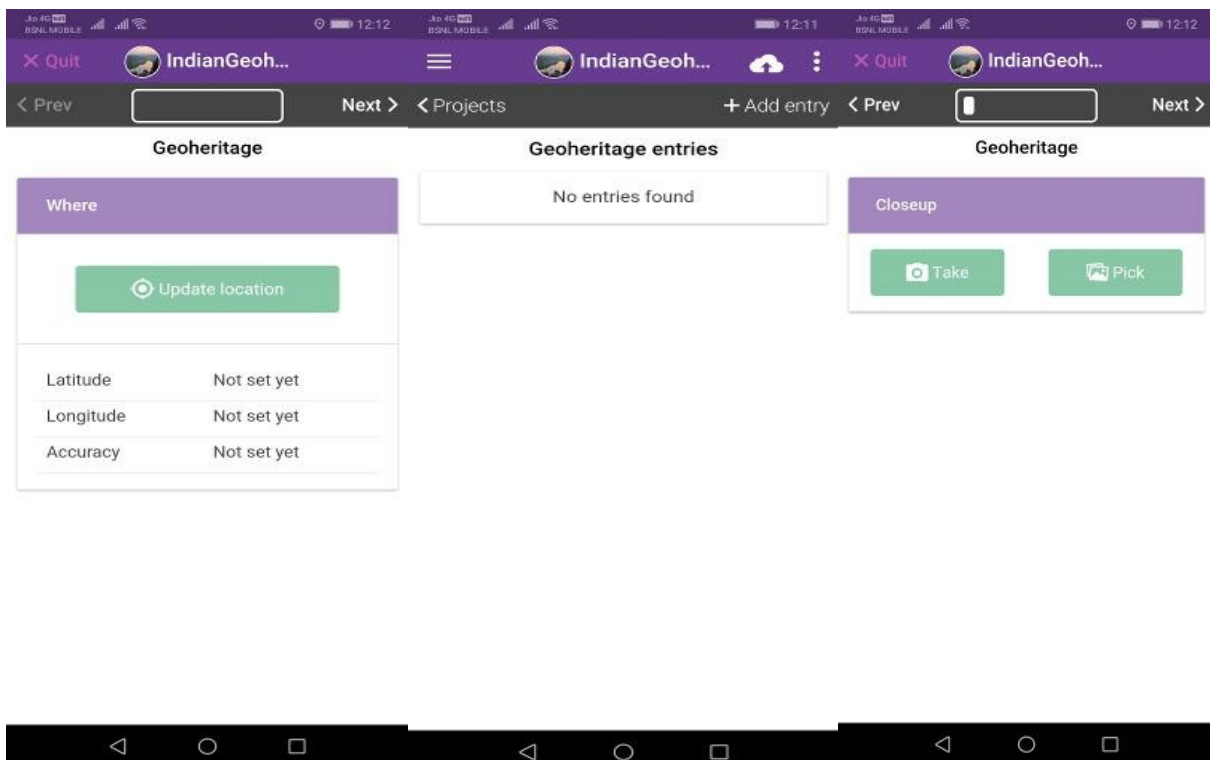 Jio 4G
BSNL MOBILE
12:12
Quit
IndianGeoh...
Prev
Next
Geoheritage
Where
Update location
Latitude Not set yet
Longitude Not set yet
Accuracy Not set yet
Jio 4G
BSNL MOBILE
12:11
IndianGeoh...
Projects
+ Add entry
Geoheritage entries
No entries found
Jio 4G
BSNL MOBILE
12:12
Quit
IndianGeoh...
Prev
Next
Geoheritage
Closeup
Take
Pick